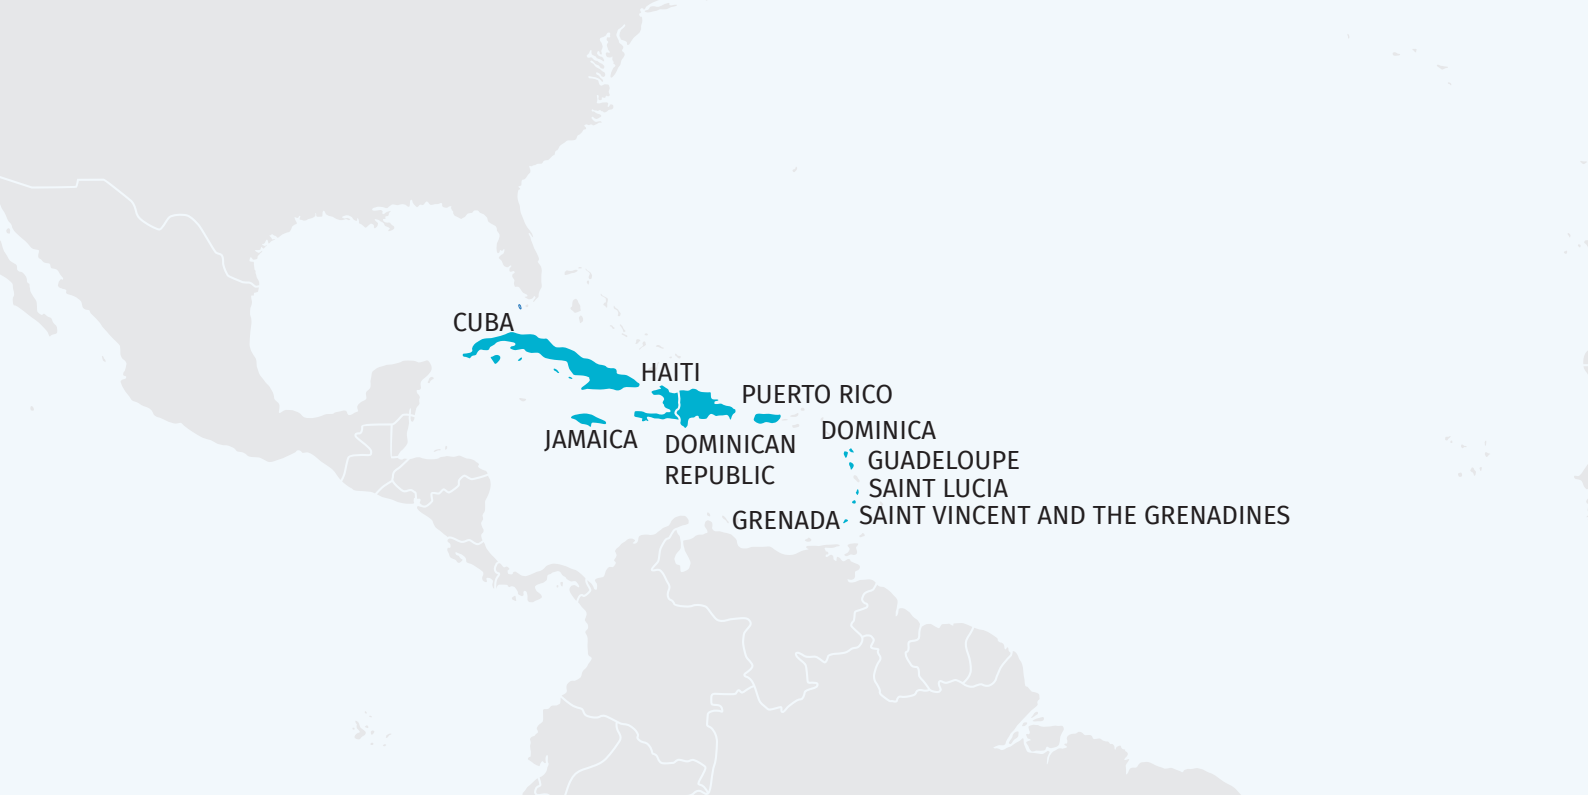 CUBA
HAITI
PUERTO RICO
JAMAICA
DOMINICAN
REPUBLIC
DOMINICA
GUADELOUPE
SAINT LUCIA
GRENADA
SAINT VINCENT AND THE GRENADINES